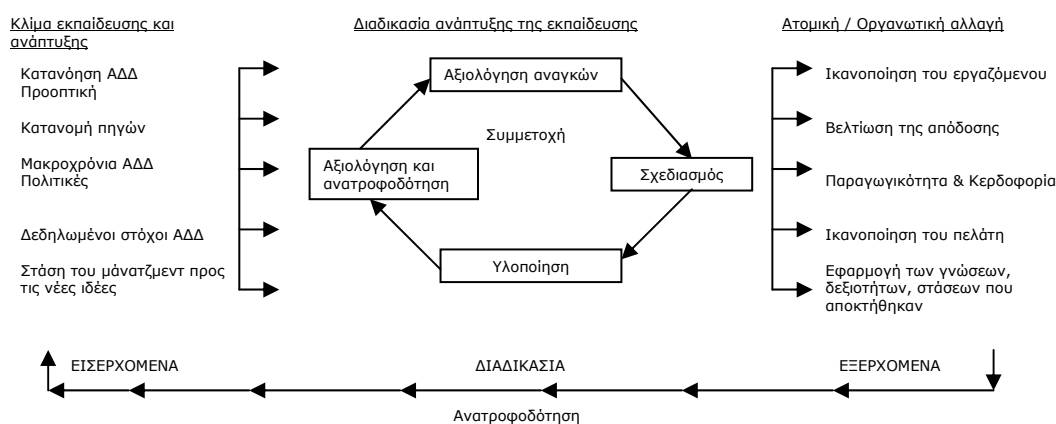 Κλίμα εκπαίδευσης και
ανάπτυξης
Κατανόηση ΑΔΔ
Προοπτική
Κατανομή πηγών
Μακροχρόνια ΑΔΔ
Πολιτικές
Δεδηλωμένοι στόχοι ΑΔΔ
Στάση του μάνατζμεντ προς
τις νέες ιδέες
Διαδικασία ανάπτυξης της εκπαίδευσης
Αξιολόγηση αναγκών
Συμμετοχή
Αξιολόγηση και
ανατροφοδότηση
Σχεδιασμός
Υλοποίηση
Ατομική / Οργανωτική αλλαγή
Ικανοποίηση του εργαζόμενου
Βελτίωση της απόδοσης
Παραγωγικότητα & Κερδοφορία
Ικανοποίηση του πελάτη
Εφαρμογή των γνώσεων,
δεξιοτήτων, στάσεων που
αποκτήθηκαν
ΕΙΣΕΡΧΟΜΕΝΑ
ΔΙΑΔΙΚΑΣΙΑ
ΕΞΕΡΧΟΜΕΝΑ
Ανατροφοδότηση